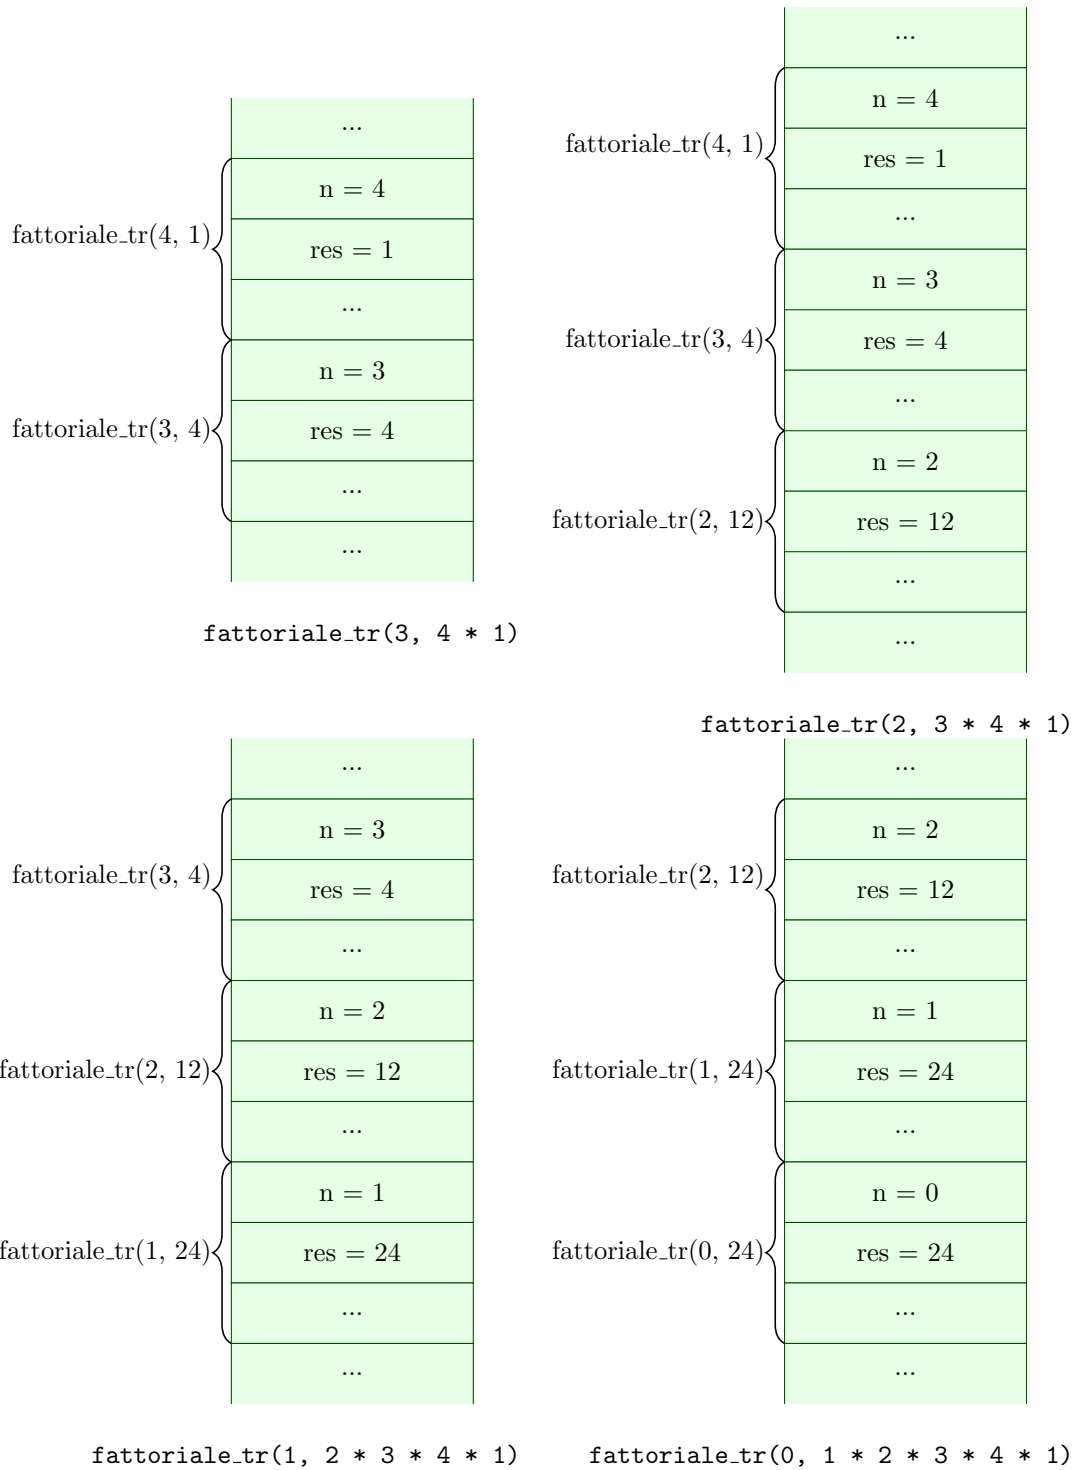 ...
fattoriale_tr(4, 1)
n = 4
res = 1
...
fattoriale_tr(3, 4)
n = 3
res = 4
...
...
fattoriale_tr(3, 4 * 1)
...
fattoriale_tr(4, 1)
n = 4
res = 1
...
fattoriale_tr(3, 4)
n = 3
res = 4
...
fattoriale_tr(2, 12)
n = 2
res = 12
...
...
fattoriale_tr(2, 3 * 4 * 1)
...
fattoriale_tr(3, 4)
n = 3
res = 4
...
fattoriale_tr(2, 12)
n = 2
res = 12
...
fattoriale_tr(1, 24)
n = 1
res = 24
...
...
fattoriale_tr(1, 2 * 3 * 4 * 1)
...
fattoriale_tr(2, 12)
n = 2
res = 12
...
fattoriale_tr(1, 24)
n = 1
res = 24
...
fattoriale_tr(0, 24)
n = 0
res = 24
...
...
fattoriale_tr(0, 1 * 2 * 3 * 4 * 1)